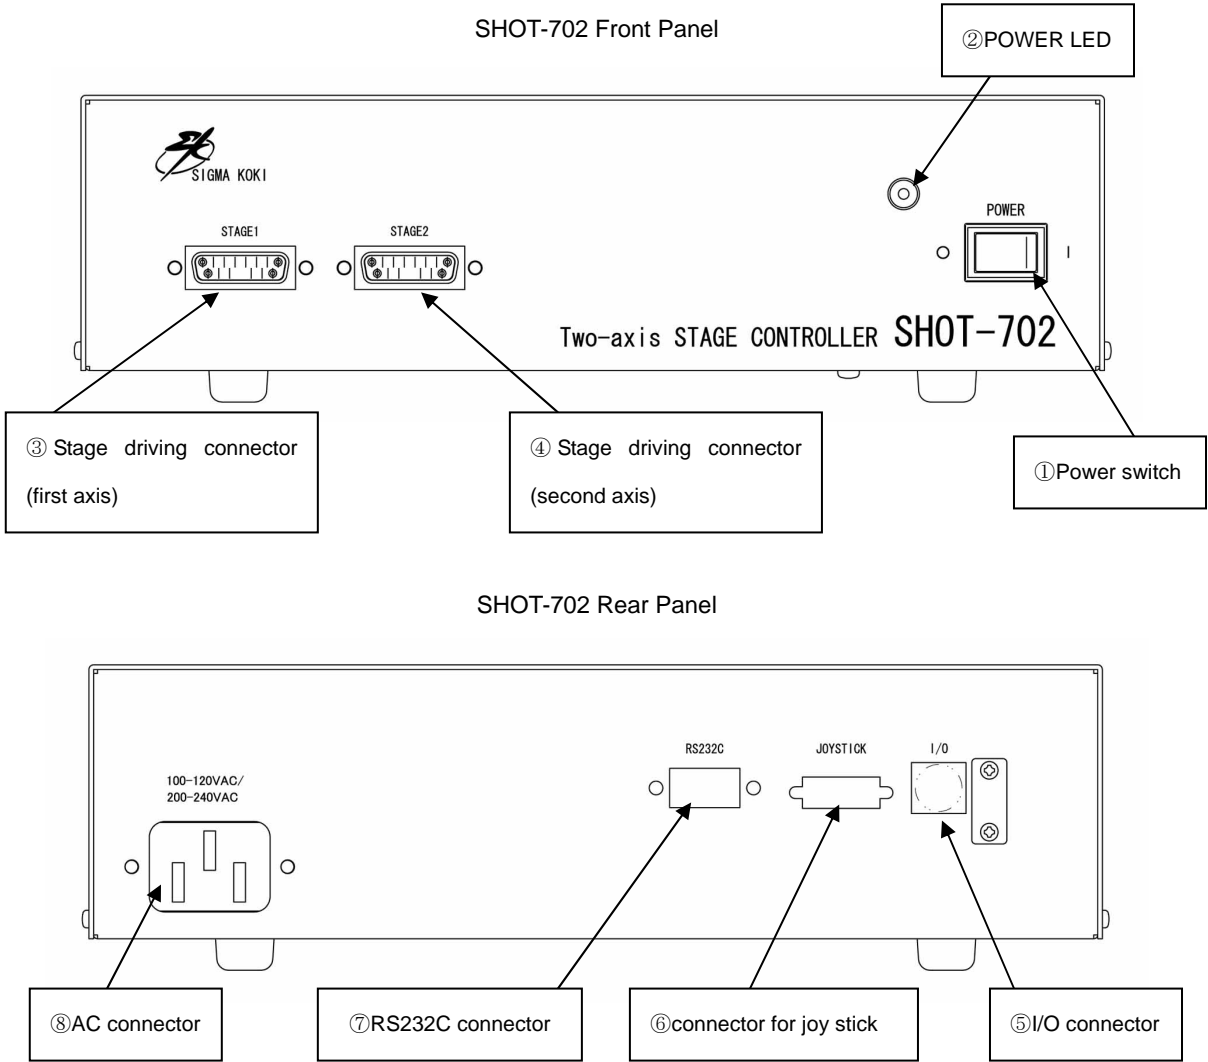 SHOT-702 Front Panel
②POWER LED
SIGMA KOKI
STAGE1
STAGE2
POWER
Two-axis STAGE CONTROLLER SHOT-702
③ Stage driving connector
(first axis)
④ Stage driving connector
(second axis)
①Power switch
SHOT-702 Rear Panel
RS232C
JOYSTICK
I/O
100-120VAC/
200-240VAC
⑧AC connector
⑦RS232C connector
⑥connector for joy stick
⑤I/O connector